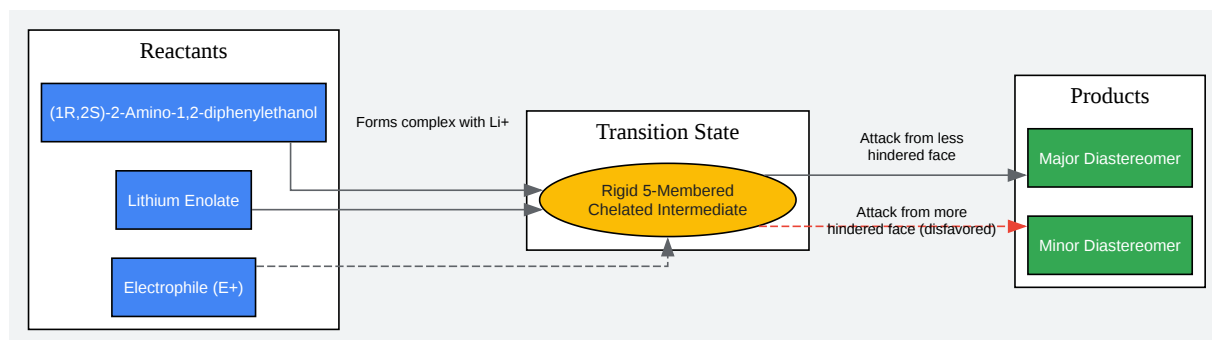 Reactants
(1R,2S)-2-Amino-1,2-diphenylethanol
Lithium Enolate
Electrophile (E+)
Forms complex with Li+
Transition State
Rigid 5-Membered
Chelated Intermediate
Attack from less
hindered face
Attack from more
hindered face (disfavored)
Products
Major Diastereomer
Minor Diastereomer